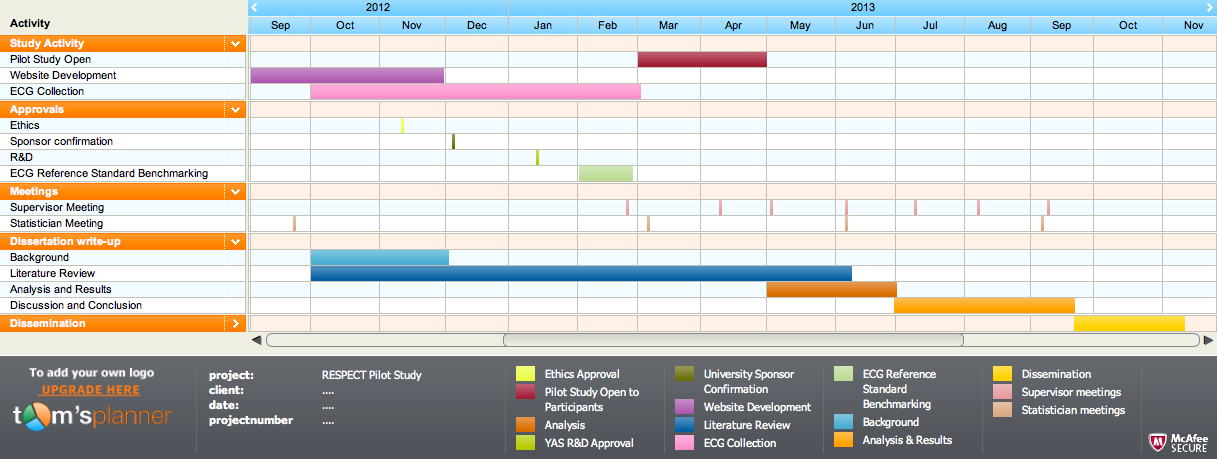 2012 2013
Activity Sep Oct Nov Dec Jan Feb Mar Apr May Jun Jul Aug Sep Oct Nov
Study Activity
Pilot Study Open
Website Development
ECG Collection
Approvals
Ethics
Sponsor confirmation
R&D
ECG Reference Standard Benchmarking
Meetings
Supervisor Meeting
Statistician Meeting
Dissertation write-up
Background
Literature Review
Analysis and Results
Discussion and Conclusion
Dissemination
To add your own logo
UPGRADE HERE
tom'splanner
project: RESPECT Pilot Study
client: ....
date: ....
projectnumber ....
Ethics Approval
Pilot Study Open to
Participants
Analysis
YAS R&D Approval
University Sponsor
Confirmation
Website Development
Literature Review
ECG Collection
ECG Reference
Standard
Benchmarking
Background
Analysis & Results
Dissemination
Supervisor meetings
Statistician meetings
McAfee
SECURE